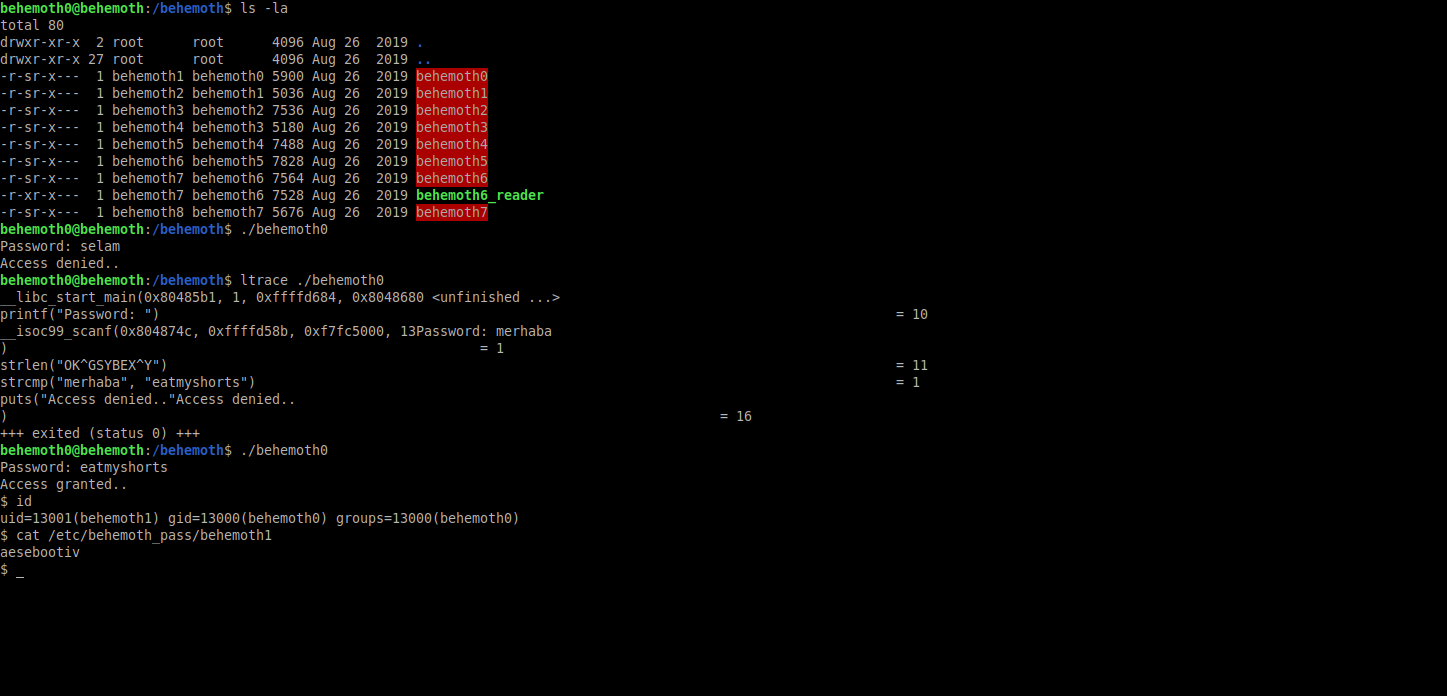 behemoth0@behemoth:/behemoth$ ls -la
total 80
drwxr-xr-x  2 root      root      4096 Aug 26  2019 .
drwxr-xr-x 27 root      root      4096 Aug 26  2019 ..
-r-sr-x---  1 behemoth1 behemoth0 5900 Aug 26  2019 behemoth0
-r-sr-x---  1 behemoth2 behemoth1 5036 Aug 26  2019 behemoth1
-r-sr-x---  1 behemoth3 behemoth2 7536 Aug 26  2019 behemoth2
-r-sr-x---  1 behemoth4 behemoth3 5180 Aug 26  2019 behemoth3
-r-sr-x---  1 behemoth5 behemoth4 7488 Aug 26  2019 behemoth4
-r-sr-x---  1 behemoth6 behemoth5 7828 Aug 26  2019 behemoth5
-r-sr-x---  1 behemoth7 behemoth6 7564 Aug 26  2019 behemoth6
-r-xr-x---  1 behemoth7 behemoth6 7528 Aug 26  2019 behemoth6_reader
-r-sr-x---  1 behemoth8 behemoth7 5676 Aug 26  2019 behemoth7
behemoth0@behemoth:/behemoth$ ./behemoth0
Password: selam
Access denied..
behemoth0@behemoth:/behemoth$ ltrace ./behemoth0
__libc_start_main(0x80485b1, 1, 0xffffd684, 0x8048680 <unfinished ...>
printf("Password: ") = 10
__isoc99_scanf(0x804874c, 0xffffd58b, 0xf7fc5000, 13Password: merhaba
) = 1
strlen("OK^GSYBEX^Y") = 11
strcmp("merhaba", "eatmyshorts") = 1
puts("Access denied.."Access denied..
) = 16
+++ exited (status 0) +++
behemoth0@behemoth:/behemoth$ ./behemoth0
Password: eatmyshorts
Access granted..
$ id
uid=13001(behemoth1) gid=13000(behemoth0) groups=13000(behemoth0)
$ cat /etc/behemoth_pass/behemoth1
aesebootiv
$ _